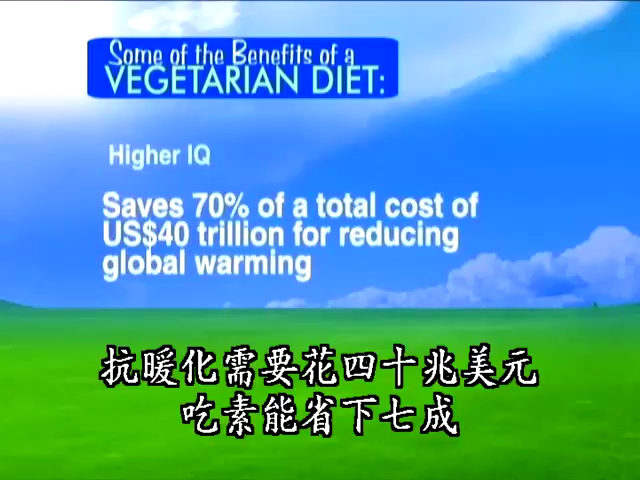 Some of the Benefits of a
VEGETARIAN DIET:
Higher IQ
Saves 70% of a total cost of
US$40 trillion for reducing
global warming
抗暖化需要花四十兆美元
吃素能省下七成